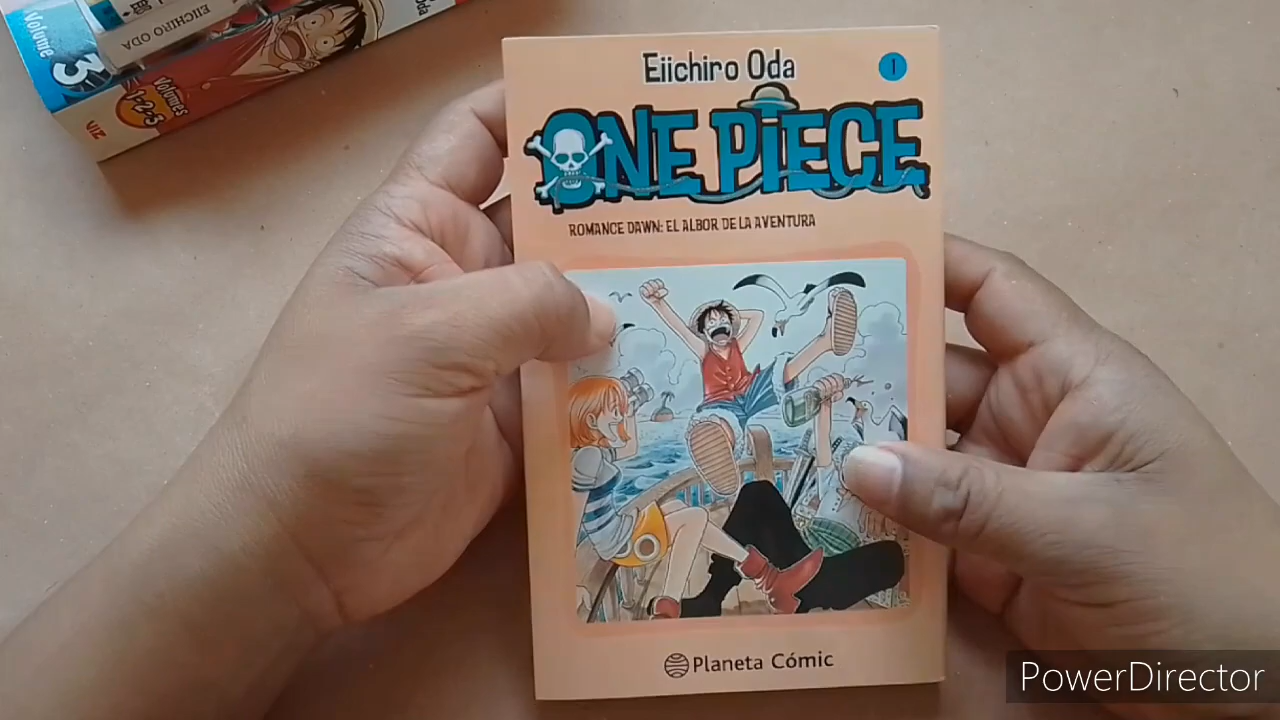 Volume
3
EIICHIRO ODA
Oda
Volumes
1-2-3
VIZ
Eiichiro Oda
1
ONE PIECE
ROMANCE DAWN: EL ALBOR DE LA AVENTURA
Planeta Cómic
PowerDirector